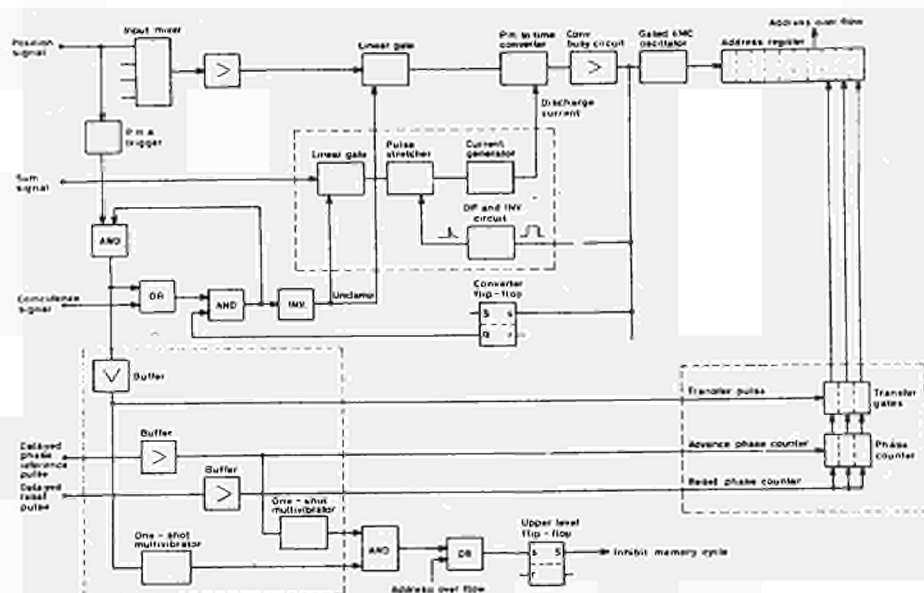 Address over flow
Input mixer
Position signal
Linear gate
P.H. to time converter
Conv busy circuit
Gated 6MC oscillator
Address register
>
>
P H A trigger
Discharge current
Linear gate
Pulse stretcher
Current generator
Sum signal
Dif and INV circuit
AND
Coincidence signal
OR
AND
INV
Converter flip-flop
S s
Buffer
Transfer pulse
Transfer gates
Buffer
Delayed phase reference pulse
>
Advance phase counter
Phase counter
Buffer
Delayed reset pulse
>
Reset phase counter
One-shot multivibrator
One-shot multivibrator
AND
OR
Upper level flip-flop
s S
r
Inhibit memory cycle
Address over flow